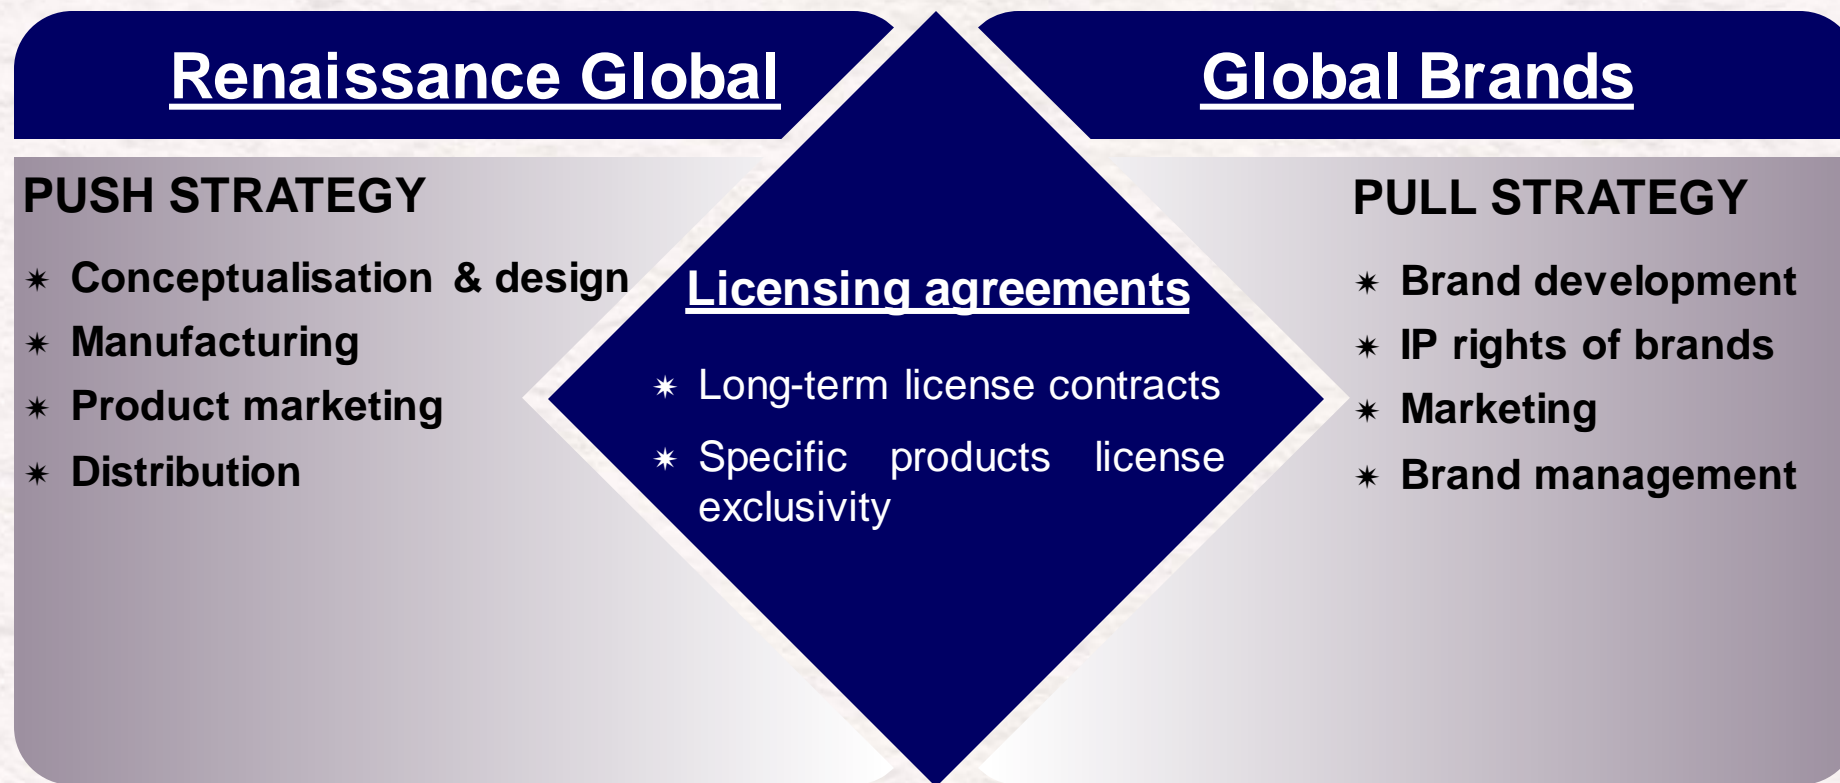 Renaissance Global
PUSH STRATEGY
✷ Conceptualisation & design
✷ Manufacturing
✷ Product marketing
✷ Distribution
Licensing agreements
✷ Long-term license contracts
✷ Specific products license
exclusivity
Global Brands
PULL STRATEGY
✷ Brand development
✷ IP rights of brands
✷ Marketing
✷ Brand management